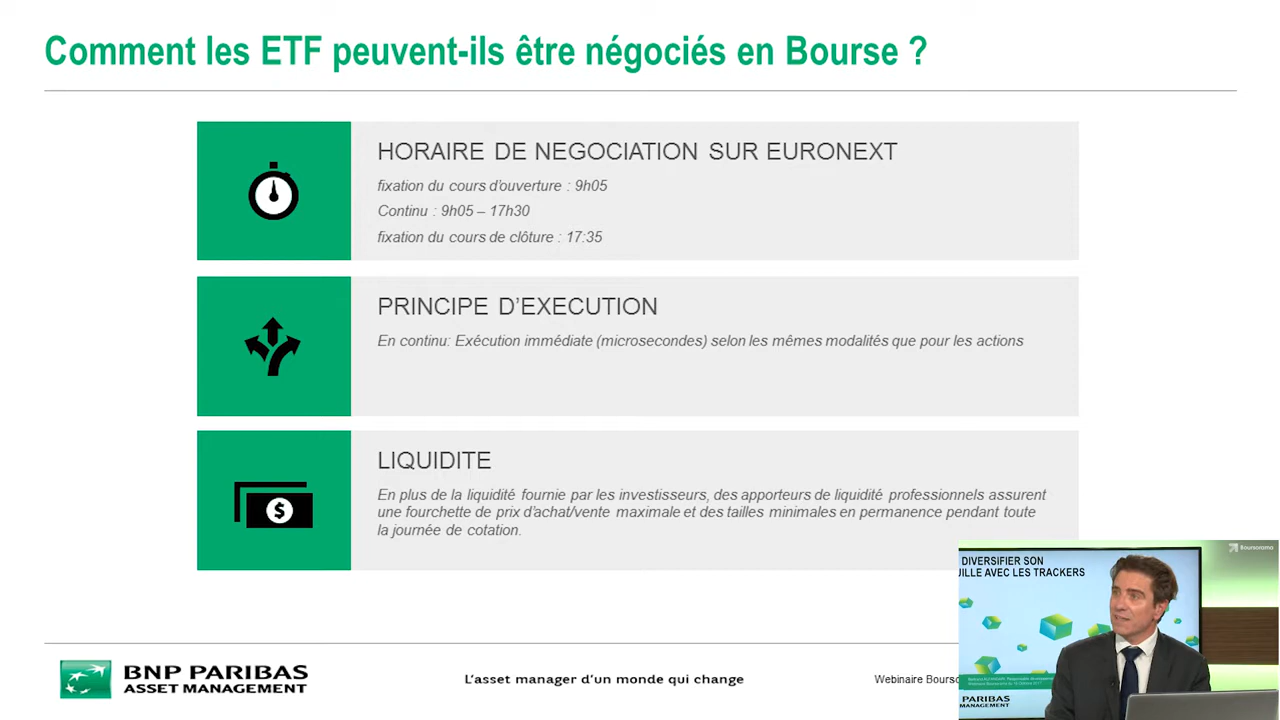 Comment les ETF peuvent-ils être négociés en Bourse ?
HORAIRE DE NEGOCIATION SUR EURONEXT
fixation du cours d'ouverture : 9h05
Continu : 9h05 – 17h30
fixation du cours de clôture : 17:35
PRINCIPE D'EXECUTION
En continu: Exécution immédiate (microsecondes) selon les mêmes modalités que pour les actions
LIQUIDITE
En plus de la liquidité fournie par les investisseurs, des apporteurs de liquidité professionnels assurent
une fourchette de prix d'achat/vente maximale et des tailles minimales en permanence pendant toute
la journée de cotation.
Boursorama
DIVERSIFIER SON
UILLE AVEC LES TRACKERS
PARIBAS
MANAGEMENT
BNP PARIBAS
ASSET MANAGEMENT
L'asset manager d'un monde qui change
Webinaire Bourso